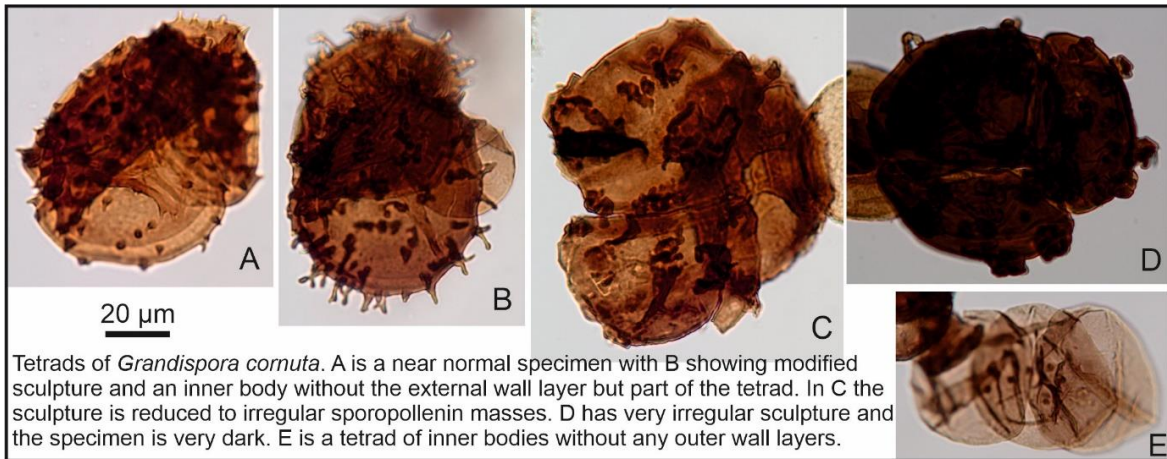 A
B
C
D
E
20 µm
Tetrads of Grandispora cornuta. A is a near normal specimen with B showing modified
sculpture and an inner body without the external wall layer but part of the tetrad. In C the
sculpture is reduced to irregular sporopollenin masses. D has very irregular sculpture and
the specimen is very dark. E is a tetrad of inner bodies without any outer wall layers.